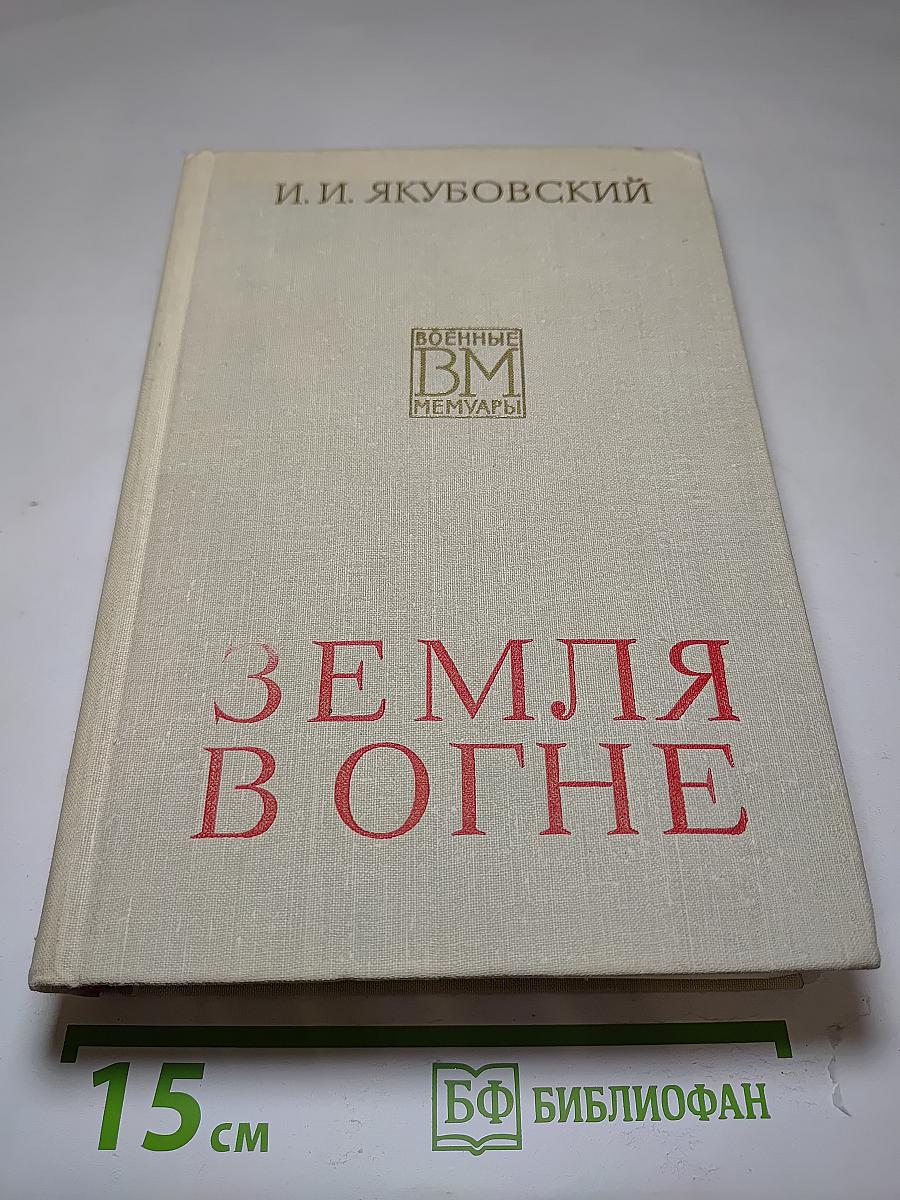 И. И. ЯКУБОВСКИЙ
ВОЕННЫЕ
ВМ
МЕМУАРЫ
ЗЕМЛЯ
В ОГНЕ
15 см
БФ БИБЛИОФАН